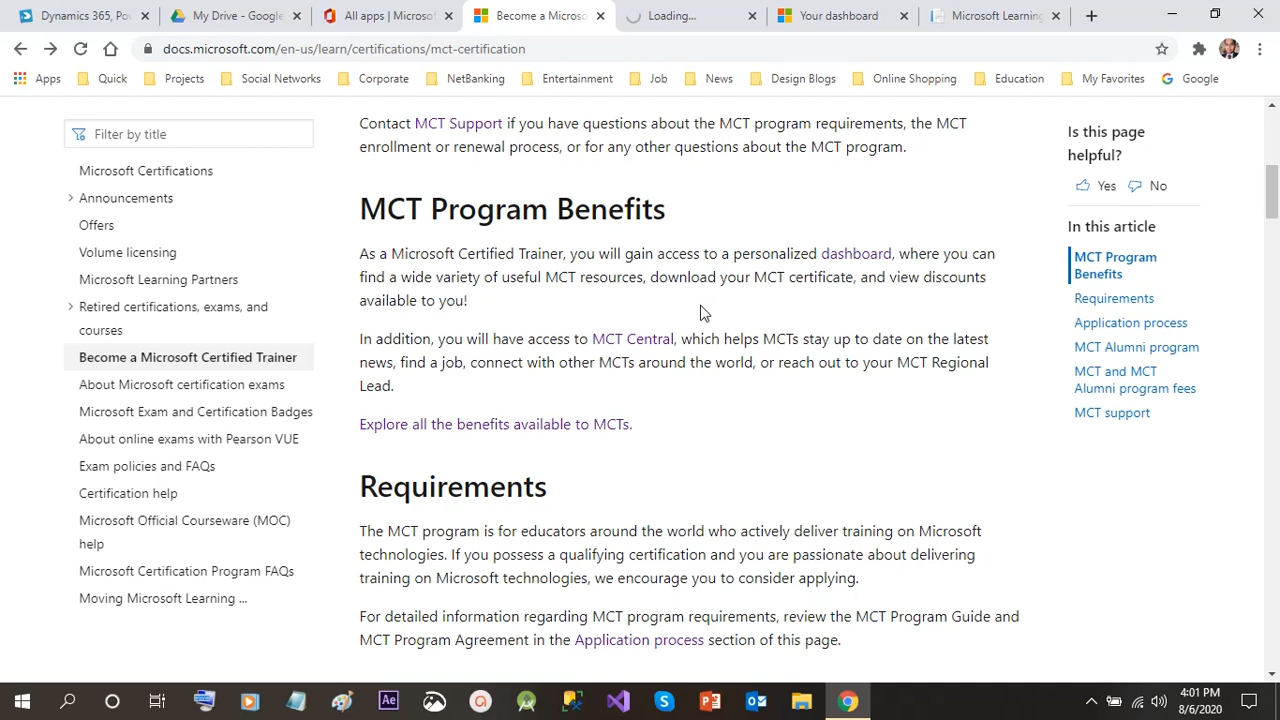 Dynamics 365, Pow
My Drive - Google
All apps | Microso
Become a Microso
Loading...
Your dashboard
Microsoft Learning
docs.microsoft.com/en-us/learn/certifications/mct-certification
Apps
Quick
Projects
Social Networks
Corporate
NetBanking
Entertainment
Job
News
Design Blogs
Online Shopping
Education
My Favorites
Google
Filter by title
Microsoft Certifications
Announcements
Offers
Volume licensing
Microsoft Learning Partners
Retired certifications, exams, and
courses
Become a Microsoft Certified Trainer
About Microsoft certification exams
Microsoft Exam and Certification Badges
About online exams with Pearson VUE
Exam policies and FAQs
Certification help
Microsoft Official Courseware (MOC)
help
Microsoft Certification Program FAQs
Moving Microsoft Learning ...
Contact MCT Support if you have questions about the MCT program requirements, the MCT
enrollment or renewal process, or for any other questions about the MCT program.
MCT Program Benefits
As a Microsoft Certified Trainer, you will gain access to a personalized dashboard, where you can
find a wide variety of useful MCT resources, download your MCT certificate, and view discounts
available to you!
In addition, you will have access to MCT Central, which helps MCTs stay up to date on the latest
news, find a job, connect with other MCTs around the world, or reach out to your MCT Regional
Lead.
Explore all the benefits available to MCTs.
Requirements
The MCT program is for educators around the world who actively deliver training on Microsoft
technologies. If you possess a qualifying certification and you are passionate about delivering
training on Microsoft technologies, we encourage you to consider applying.
For detailed information regarding MCT program requirements, review the MCT Program Guide and
MCT Program Agreement in the Application process section of this page.
Is this page
helpful?
Yes
No
In this article
MCT Program
Benefits
Requirements
Application process
MCT Alumni program
MCT and MCT
Alumni program fees
MCT support
Ae
4:01 PM
8/6/2020